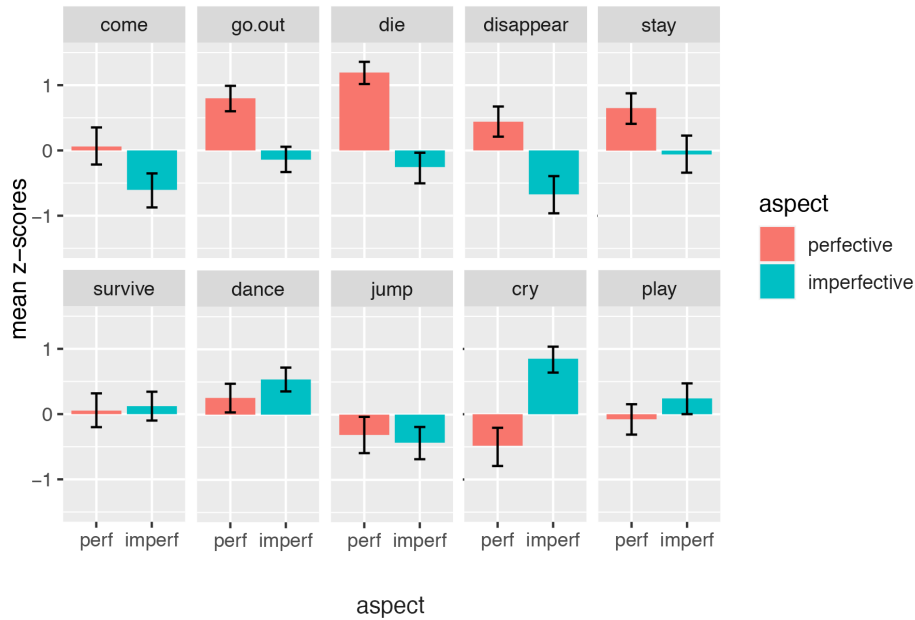 come go.out die disappear stay
1
0
−1
survive dance jump cry play
1
0
−1
perf imperf perf imperf perf imperf perf imperf perf imperf
aspect
mean z−scores
aspect
perfective
imperfective